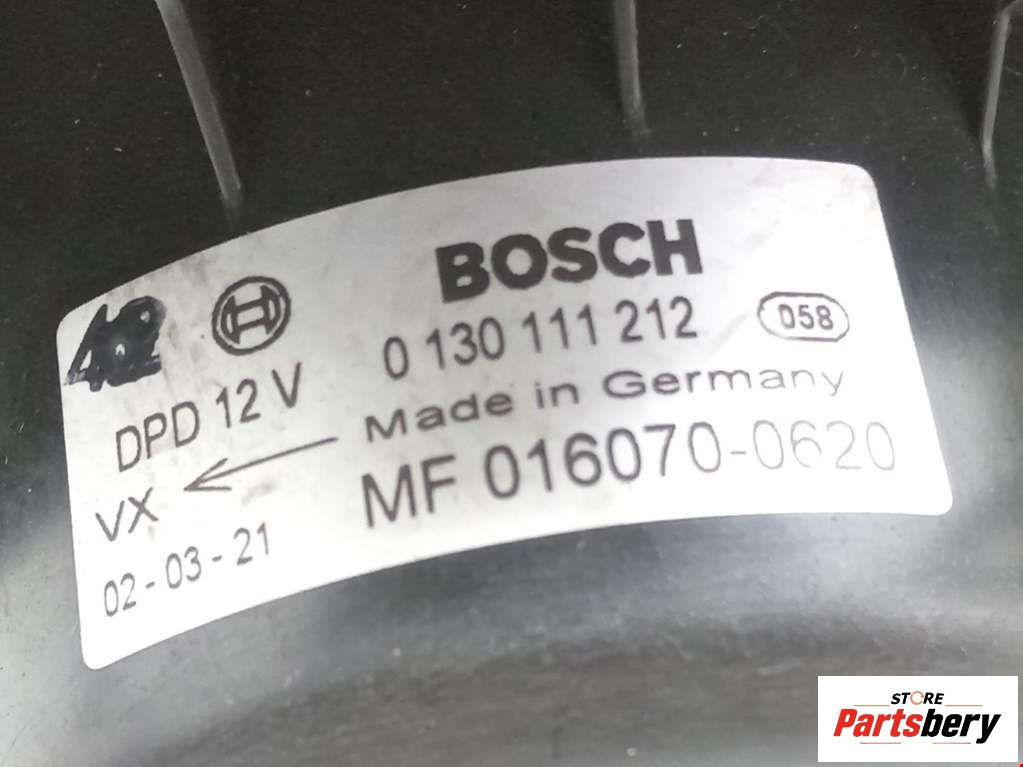 BOSCH
402
0 130 111 212
058
DPD 12 V
Made in Germany
VX
MF 016070-0620
02-03-21
STORE
Partsbery